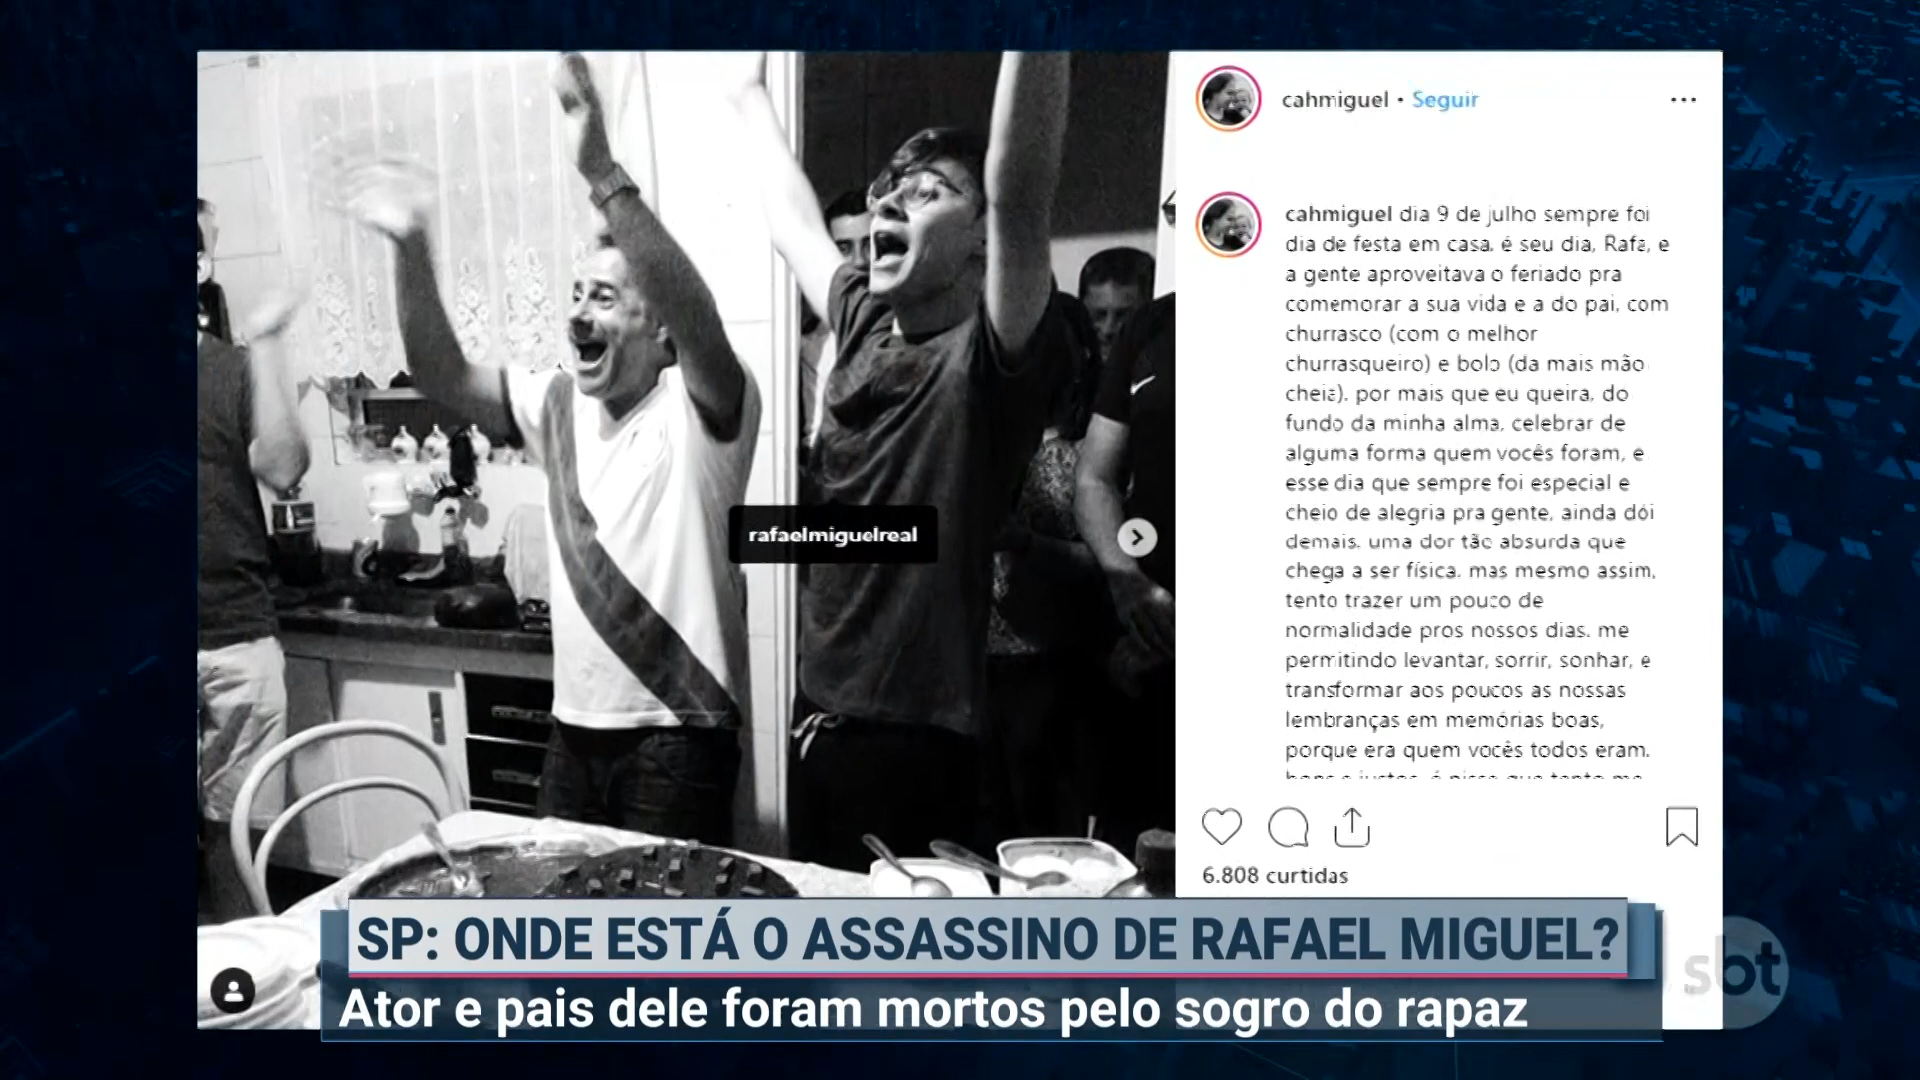 cahmiguel • Seguir
cahmiguel dia 9 de julho sempre foi
dia de festa em casa. é seu dia, Rafa, e
a gente aproveitava o feriado pra
comemorar a sua vida e a do pai, com
churrasco (com o melhor
churrasqueiro) e bolo (da mais mão
cheia). por mais que eu queira, do
fundo da minha alma, celebrar de
alguma forma quem vocês foram, e
esse dia que sempre foi especial e
cheio de alegria pra gente, ainda dói
demais. uma dor tão absurda que
chega a ser física. mas mesmo assim,
tento trazer um pouco de
normalidade pros nossos dias. me
permitindo levantar, sorrir, sonhar, e
transformar aos poucos as nossas
lembranças em memórias boas,
porque era quem vocês todos eram.
rafaelmiguelreal
6.808 curtidas
SP: ONDE ESTÁ O ASSASSINO DE RAFAEL MIGUEL?
Ator e pais dele foram mortos pelo sogro do rapaz
sbt